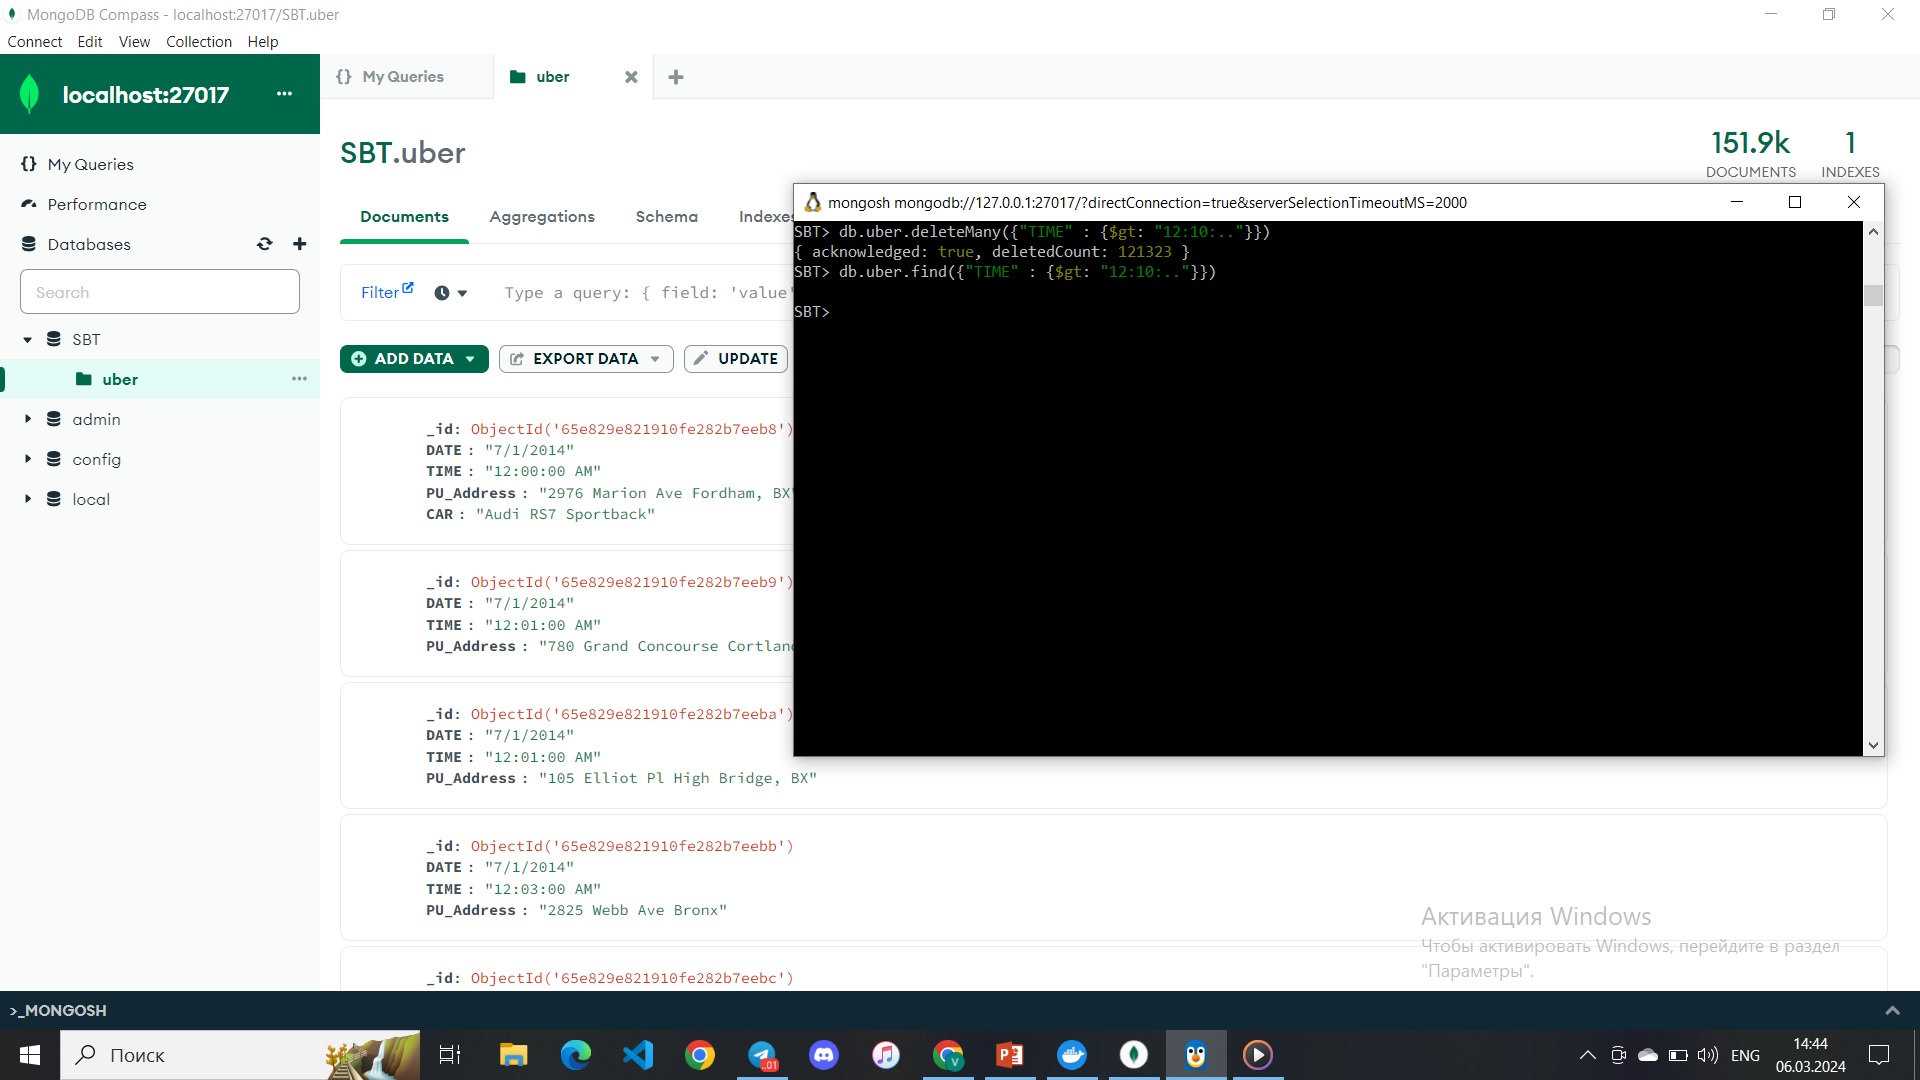 MongoDB Compass - localhost:27017/SBT.uber
Connect Edit View Collection Help
localhost:27017
{} My Queries
uber
SBT.uber
151.9k
DOCUMENTS
1
INDEXES
{} My Queries
Performance
Databases
Search
SBT
uber
admin
config
local
Documents
Aggregations
Schema
Filter
Type a query: { field: 'value'
ADD DATA
EXPORT DATA
UPDATE
_id: ObjectId('65e829e821910fe282b7eeb8')
DATE : "7/1/2014"
TIME : "12:00:00 AM"
PU_Address : "2976 Marion Ave Fordham, BX"
CAR : "Audi RS7 Sportback"
_id: ObjectId('65e829e821910fe282b7eeb9')
DATE : "7/1/2014"
TIME : "12:01:00 AM"
PU_Address : "780 Grand Concourse
_id: ObjectId('65e829e821910fe282b7eeba')
DATE : "7/1/2014"
TIME : "12:01:00 AM"
PU_Address : "105 Elliot Pl High Bridge, BX"
_id: ObjectId('65e829e821910fe282b7eebb')
DATE : "7/1/2014"
TIME : "12:03:00 AM"
PU_Address : "2825 Webb Ave Bronx"
_id: ObjectId('65e829e821910fe282b7eebc')
mongosh mongodb://127.0.0.1:27017/?directConnection=true&serverSelectionTimeoutMS=2000
SBT> db.uber.deleteMany({"TIME" : {$gt: "12:10:.."}})
{ acknowledged: true, deletedCount: 121323 }
SBT> db.uber.find({"TIME" : {$gt: "12:10:.."}})
SBT>
Активация Windows
Чтобы активировать Windows, перейдите в раздел
"Параметры".
>_MONGOSH
Поиск
..01
V
ENG
14:44
06.03.2024